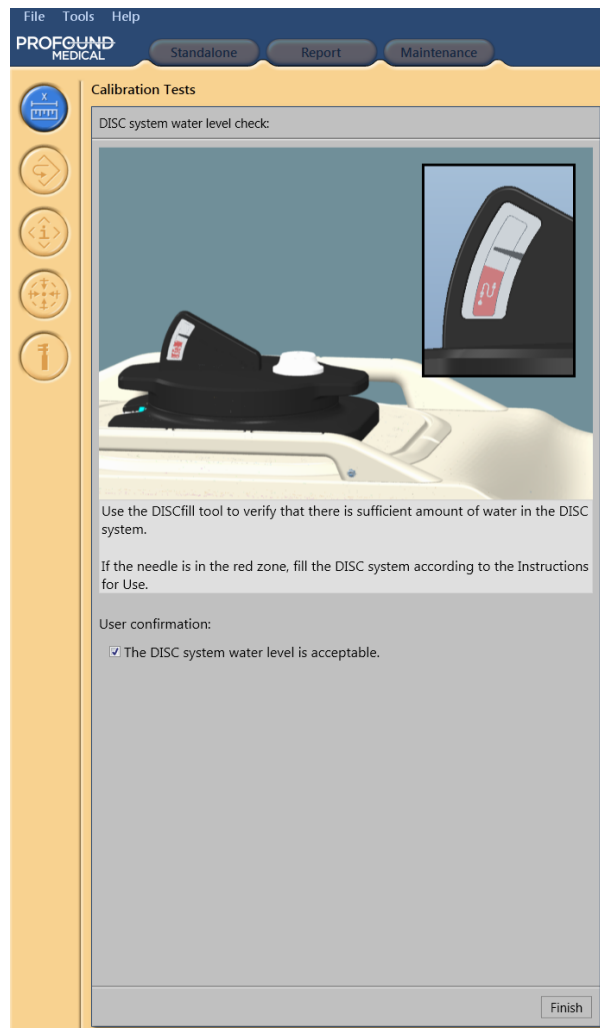 File Tools Help
PROFOUND
MEDICAL
Standalone Report Maintenance
Calibration Tests
DISC system water level check:
Use the DISCfill tool to verify that there is sufficient amount of water in the DISC
system.
If the needle is in the red zone, fill the DISC system according to the Instructions
for Use.
User confirmation:
The DISC system water level is acceptable.
Finish